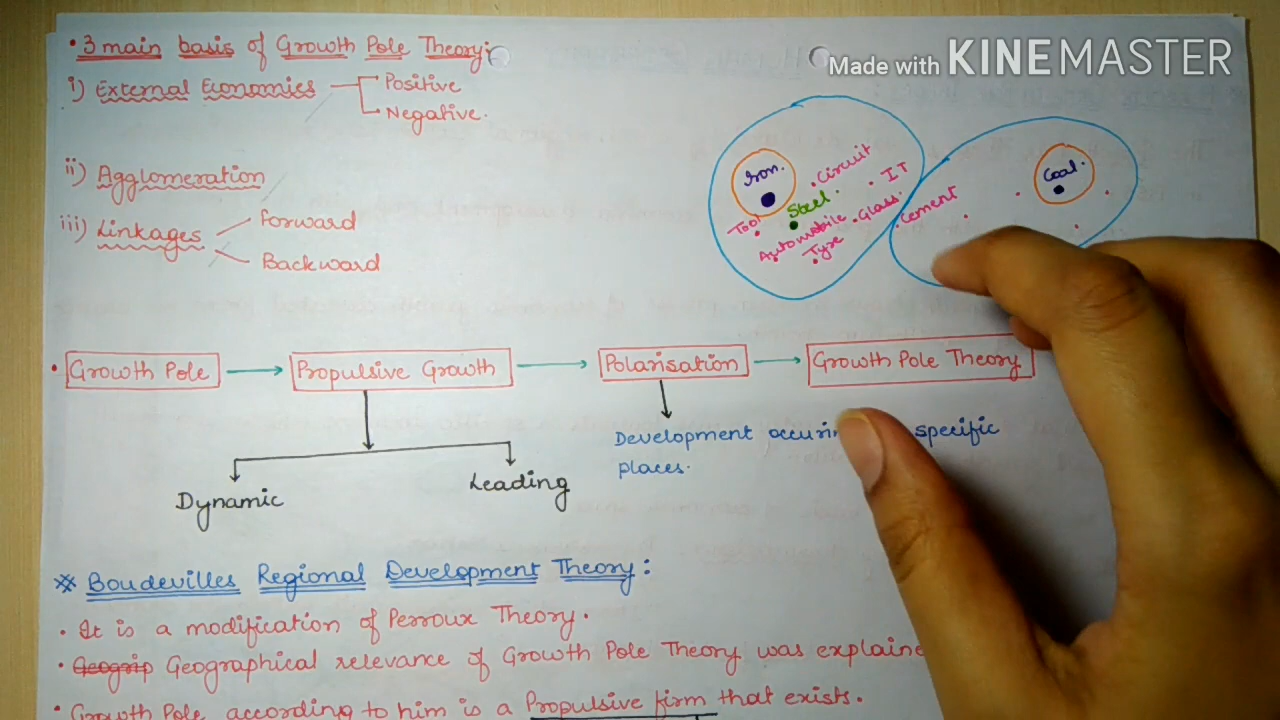 Made with KINEMASTER
• 3 main basis of Growth Pole Theory:
i) External Economies
Positive
Negative.
ii) Agglomeration
iii) Linkages
Forward
Backward
Iron.
Circuit
IT
Steel
Tool
Automobile
Glass
Tyre
Cement
Coal.
• Growth Pole
Propulsive Growth
Polarisation
Growth Pole Theory
Development specific
places.
Dynamic
Leading
※ Boudevilles Regional Development Theory:
• It is a modification of Perroux Theory.
• Geographical relevance of Growth Pole Theory was
• Growth Pole according to him is a Propulsive firm that exists.